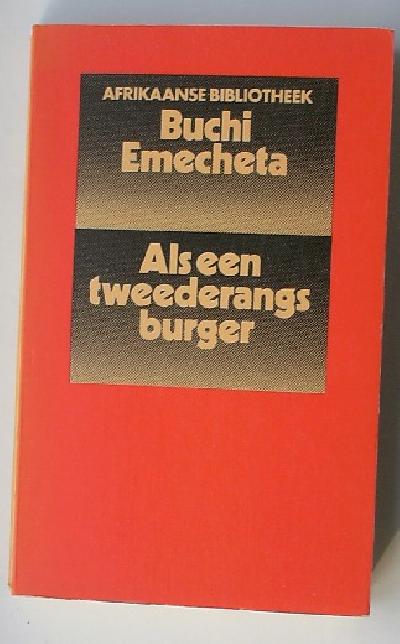 AFRIKAANSE BIBLIOTHEEK
Buchi
Emecheta
Als een
tweederangs
burger